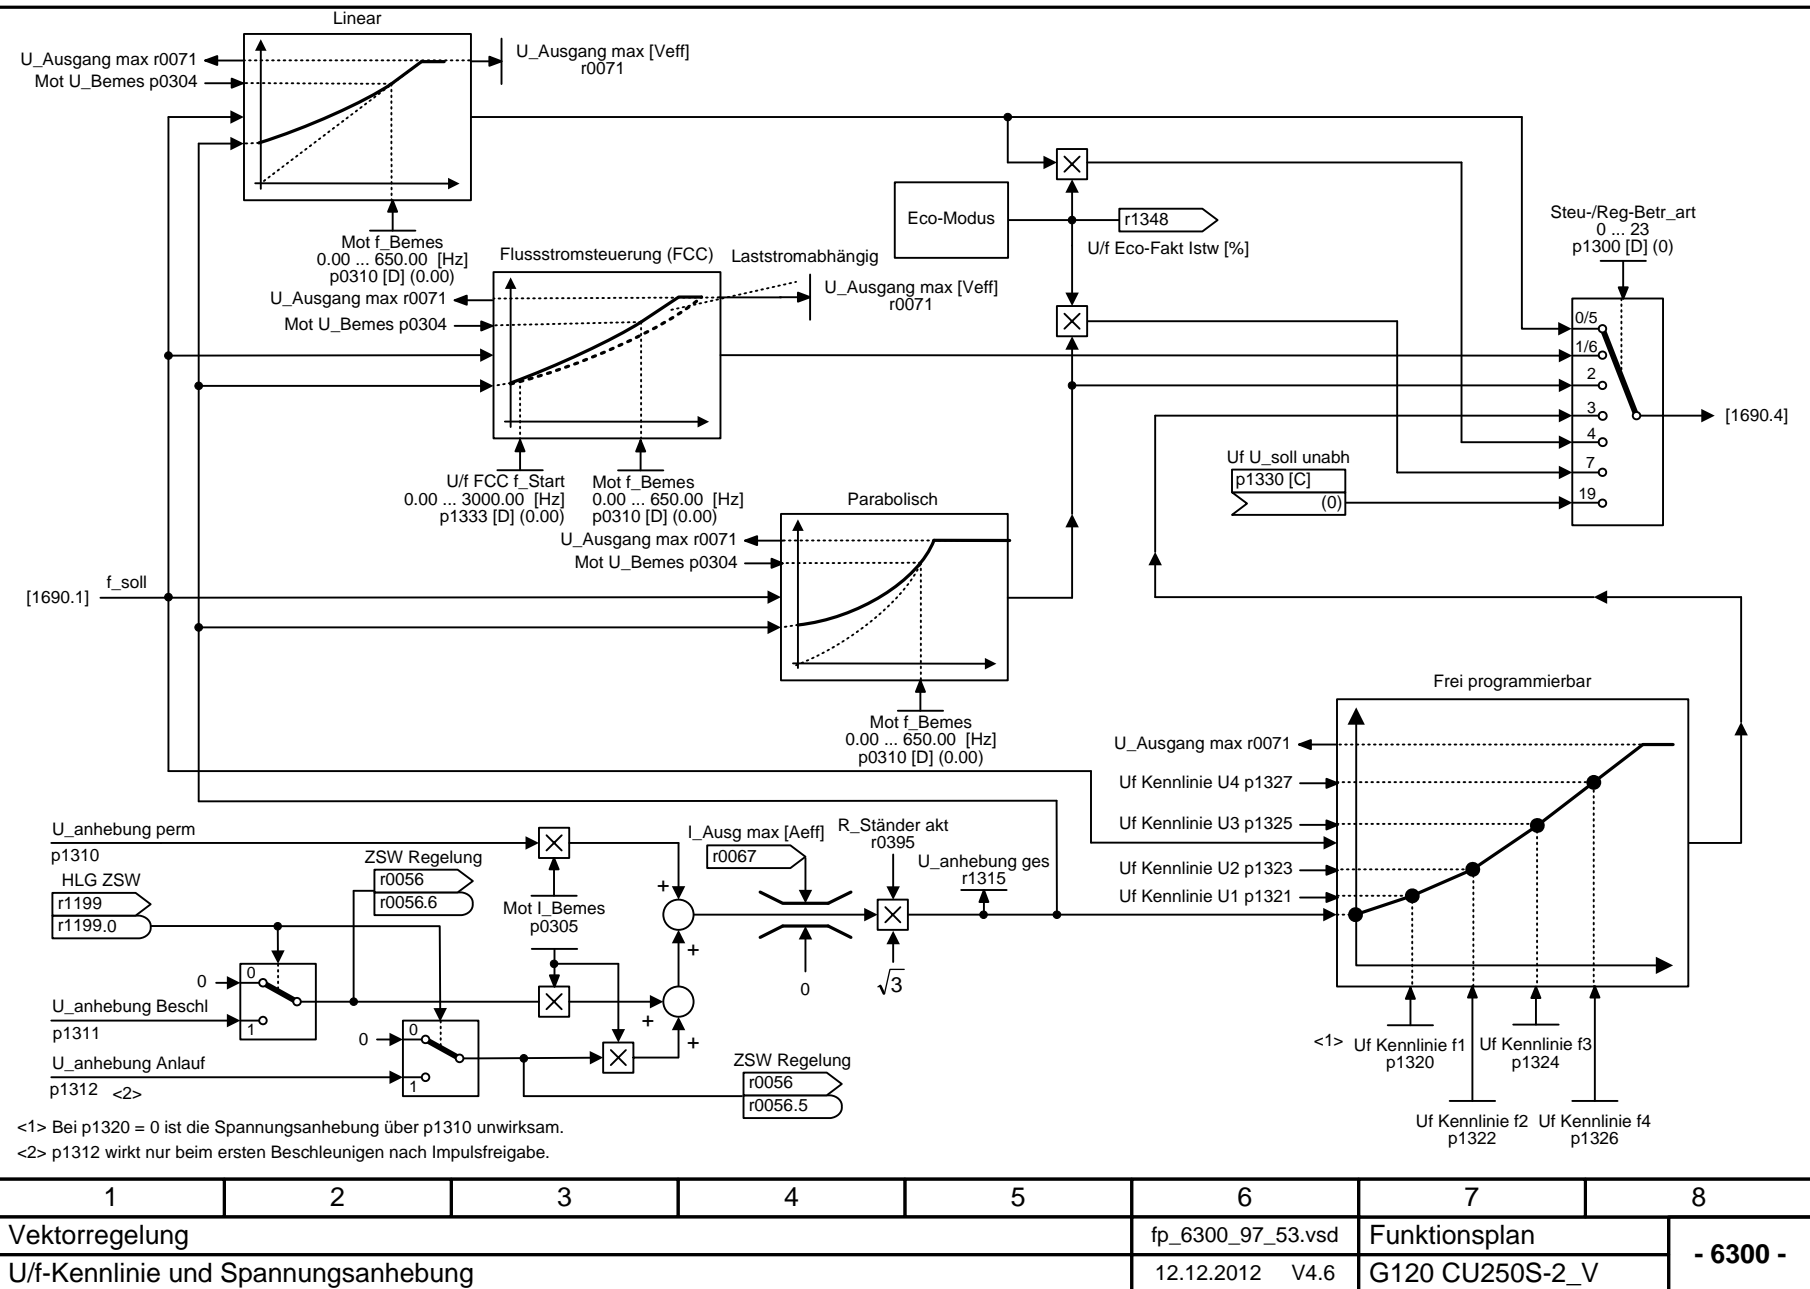 Linear
U_Ausgang max r0071
Mot U_Bemes p0304
U_Ausgang max [Veff]
r0071
Mot f_Bemes
0.00 ... 650.00 [Hz]
p0310 [D] (0.00)
Flussstromsteuerung (FCC)
Laststromabhängig
U_Ausgang max r0071
Mot U_Bemes p0304
U_Ausgang max [Veff]
r0071
U/f FCC f_Start
0.00 ... 3000.00 [Hz]
p1333 [D] (0.00)
Mot f_Bemes
0.00 ... 650.00 [Hz]
p0310 [D] (0.00)
Eco-Modus
r1348
U/f Eco-Fakt Istw [%]
Steu-/Reg-Betr_art
0 ... 23
p1300 [D] (0)
0/5
1/6
2
3
4
7
19
[1690.4]
Uf U_soll unabh
p1330 [C]
(0)
Parabolisch
U_Ausgang max r0071
Mot U_Bemes p0304
Mot f_Bemes
0.00 ... 650.00 [Hz]
p0310 [D] (0.00)
[1690.1]
f_soll
Frei programmierbar
U_Ausgang max r0071
Uf Kennlinie U4 p1327
Uf Kennlinie U3 p1325
Uf Kennlinie U2 p1323
Uf Kennlinie U1 p1321
<1>
Uf Kennlinie f1
p1320
Uf Kennlinie f3
p1324
Uf Kennlinie f2
p1322
Uf Kennlinie f4
p1326
U_anhebung perm
p1310
HLG ZSW
r1199
r1199.0
ZSW Regelung
r0056
r0056.6
Mot I_Bemes
p0305
I_Ausg max [Aeff]
r0067
R_Ständer akt
r0395
U_anhebung ges
r1315
+
+
+
+
0
√3
0
0
1
U_anhebung Beschl
p1311
0
0
1
U_anhebung Anlauf
p1312 <2>
ZSW Regelung
r0056
r0056.5
<1> Bei p1320 = 0 ist die Spannungsanhebung über p1310 unwirksam.
<2> p1312 wirkt nur beim ersten Beschleunigen nach Impulsfreigabe.
1 2 3 4 5 6 7 8
Vektorregelung
fp_6300_97_53.vsd
Funktionsplan
- 6300 -
U/f-Kennlinie und Spannungsanhebung
12.12.2012 V4.6
G120 CU250S-2_V